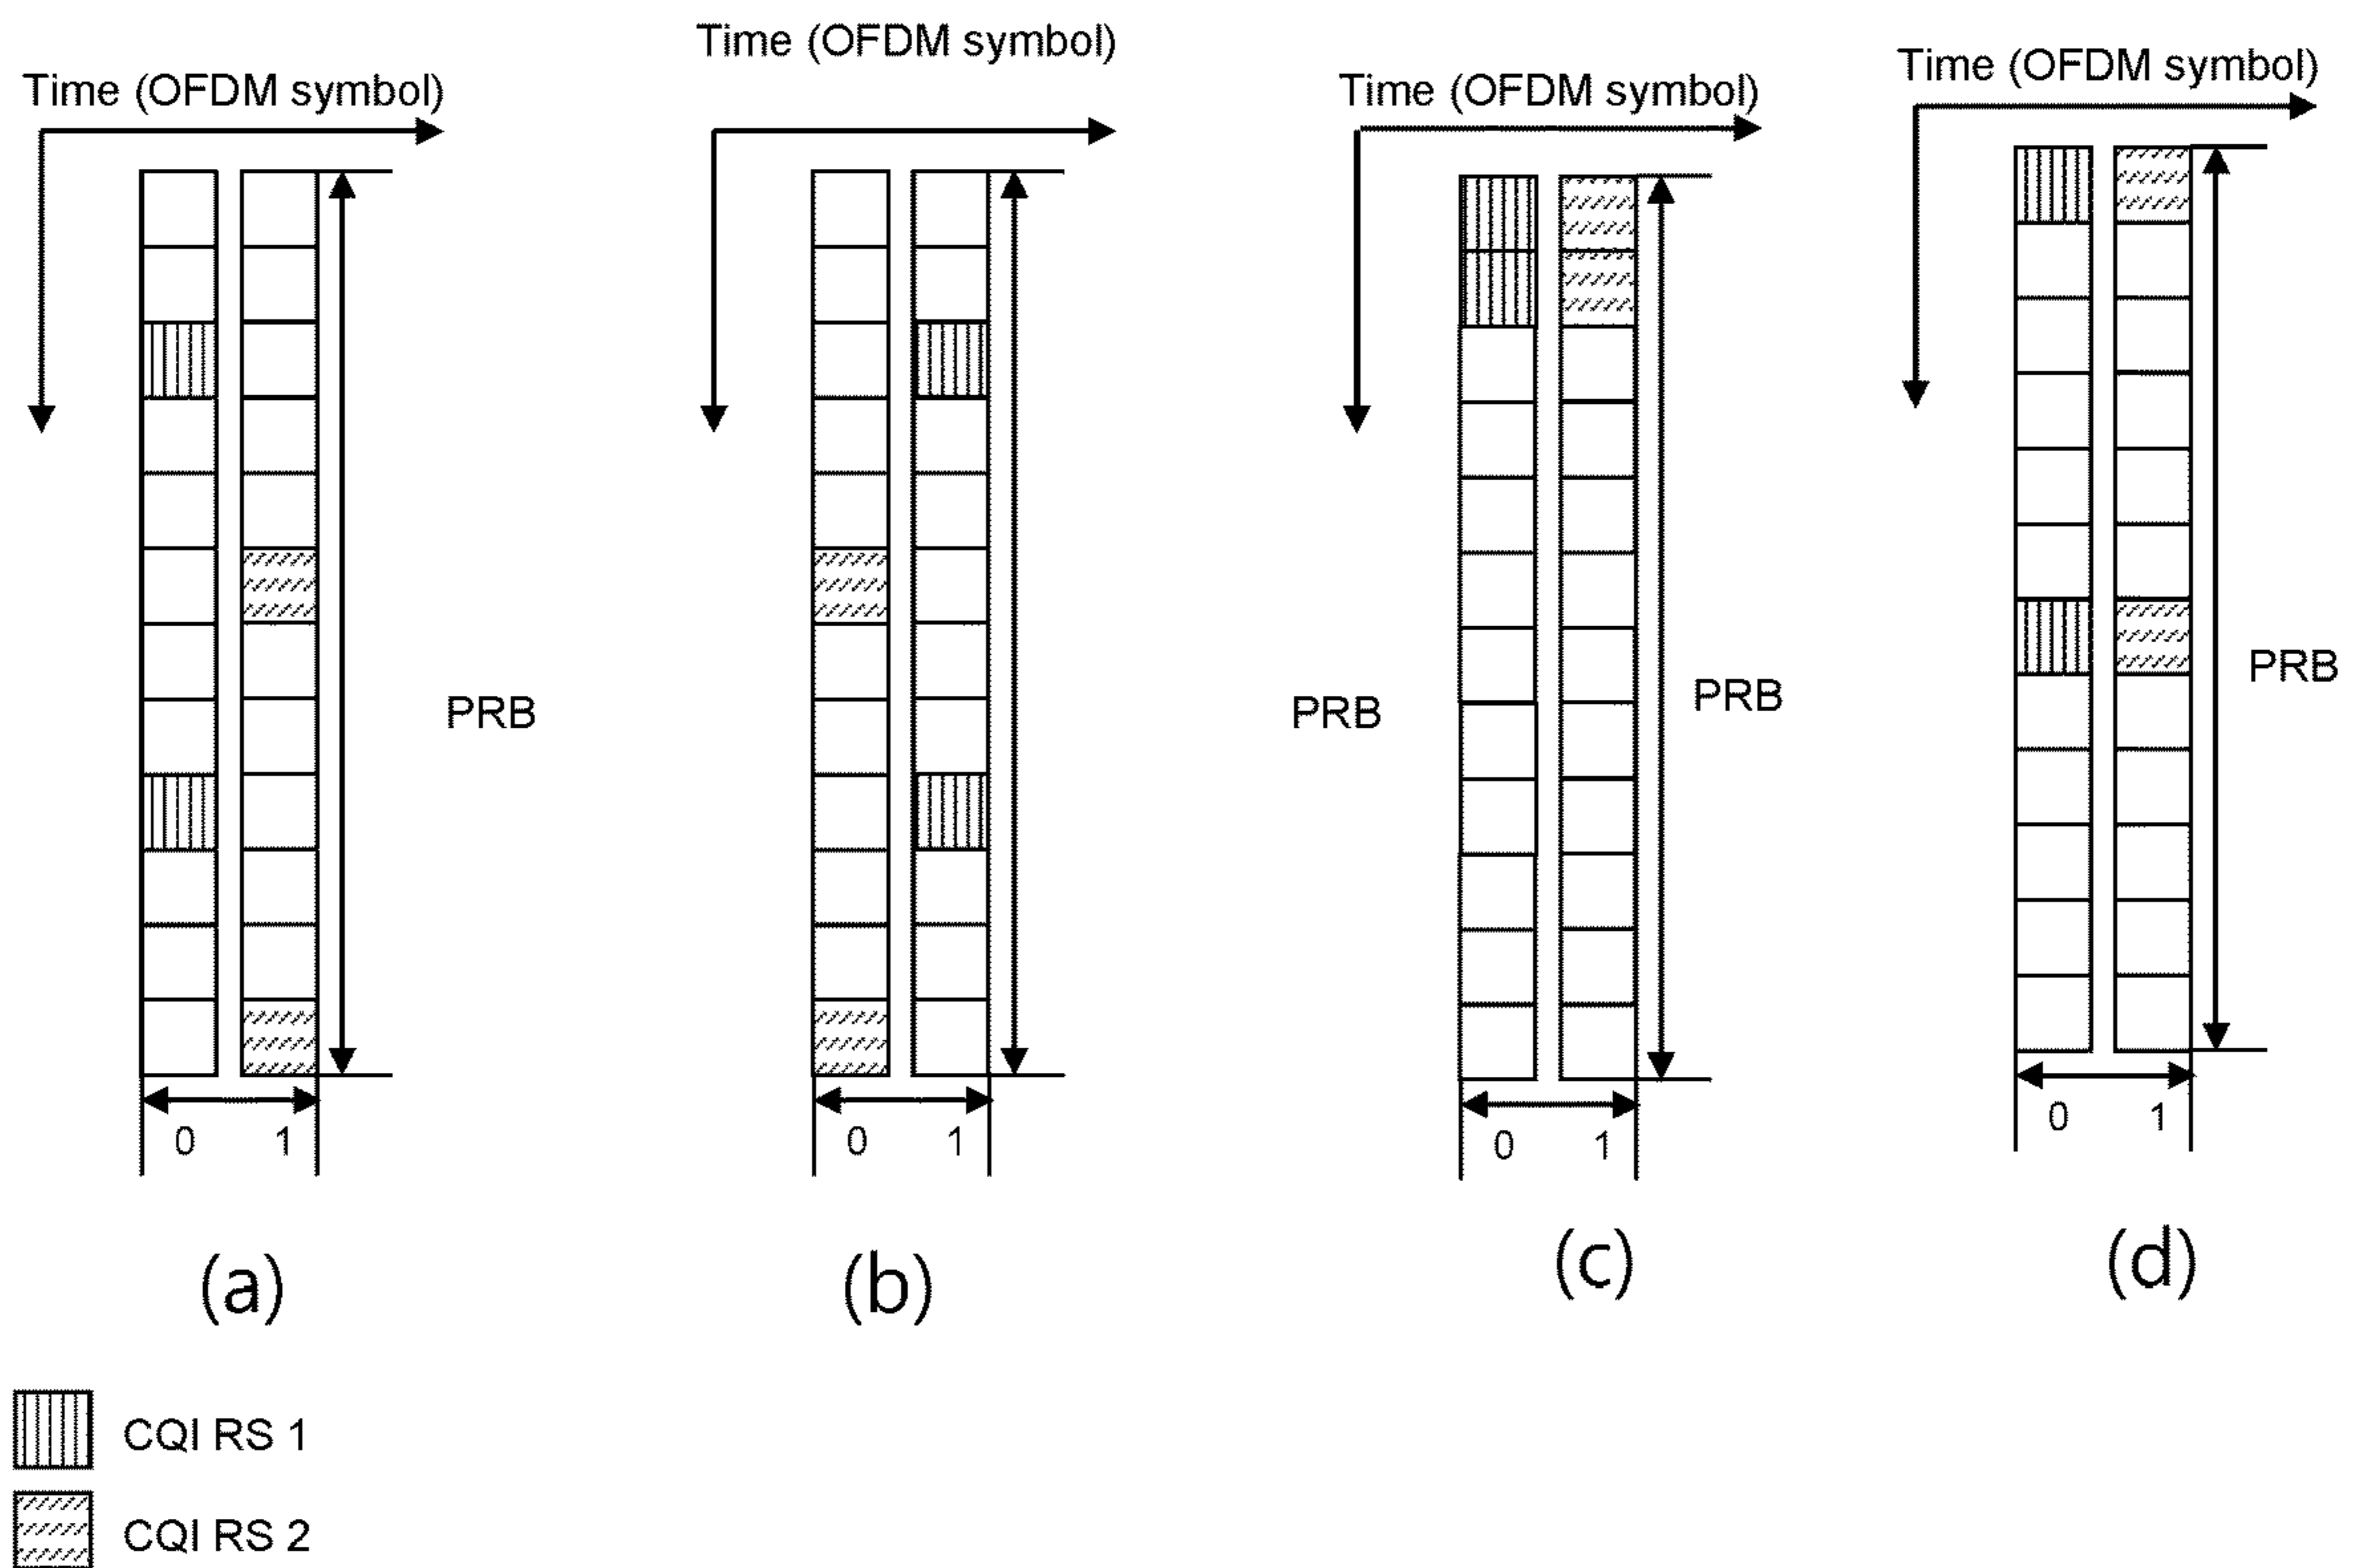 Time (OFDM symbol)
Time (OFDM symbol)
Time (OFDM symbol)
Time (OFDM symbol)
PRB
PRB
PRB
PRB
0 1
0 1
0 1
0 1
(a)
(b)
(c)
(d)
CQI RS 1
CQI RS 2